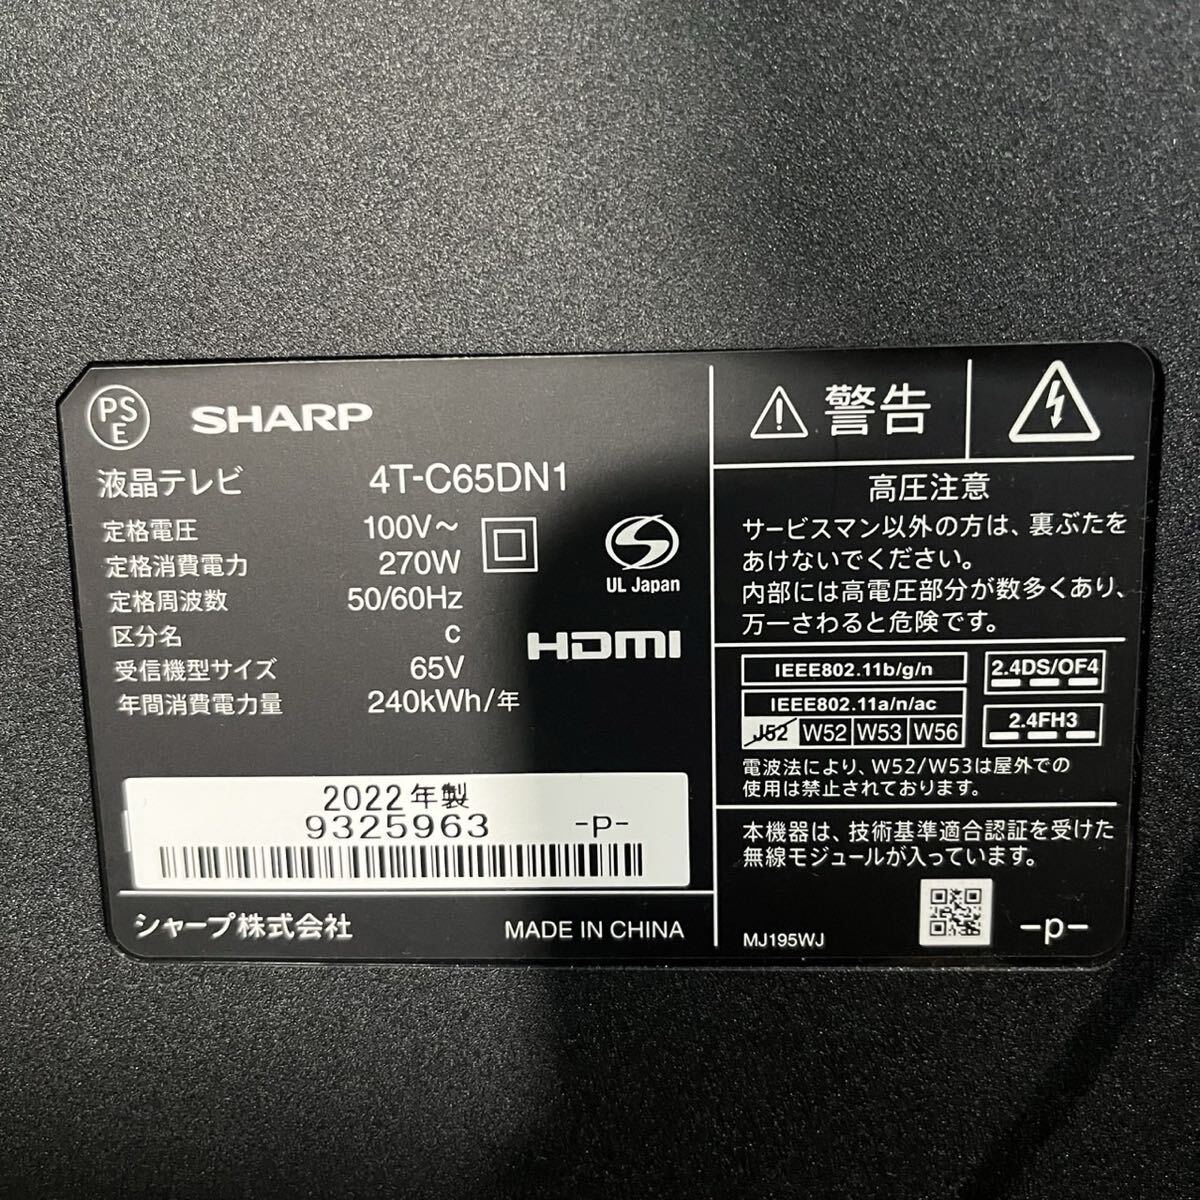 PS
E
SHARP
液晶テレビ 4T-C65DN1
定格電圧 100V～
定格消費電力 270W
定格周波数 50/60Hz
区分名 C
受信機型サイズ 65V
年間消費電力量 240kWh/年
S
UL Japan
HDMI
2022年製
9325963 -P-
シャープ株式会社 MADE IN CHINA
警告
高圧注意
サービスマン以外の方は、裏ぶたを
あけないでください。
内部には高電圧部分が数多くあり、
万一さわると危険です。
IEEE802.11b/g/n
IEEE802.11a/n/ac
J52 W52 W53 W56
2.4DS/OF4
2.4FH3
電波法により、W52/W53は屋外での
使用は禁止されております。
本機器は、技術基準適合認証を受けた
無線モジュールが入っています。
MJ195WJ -p-